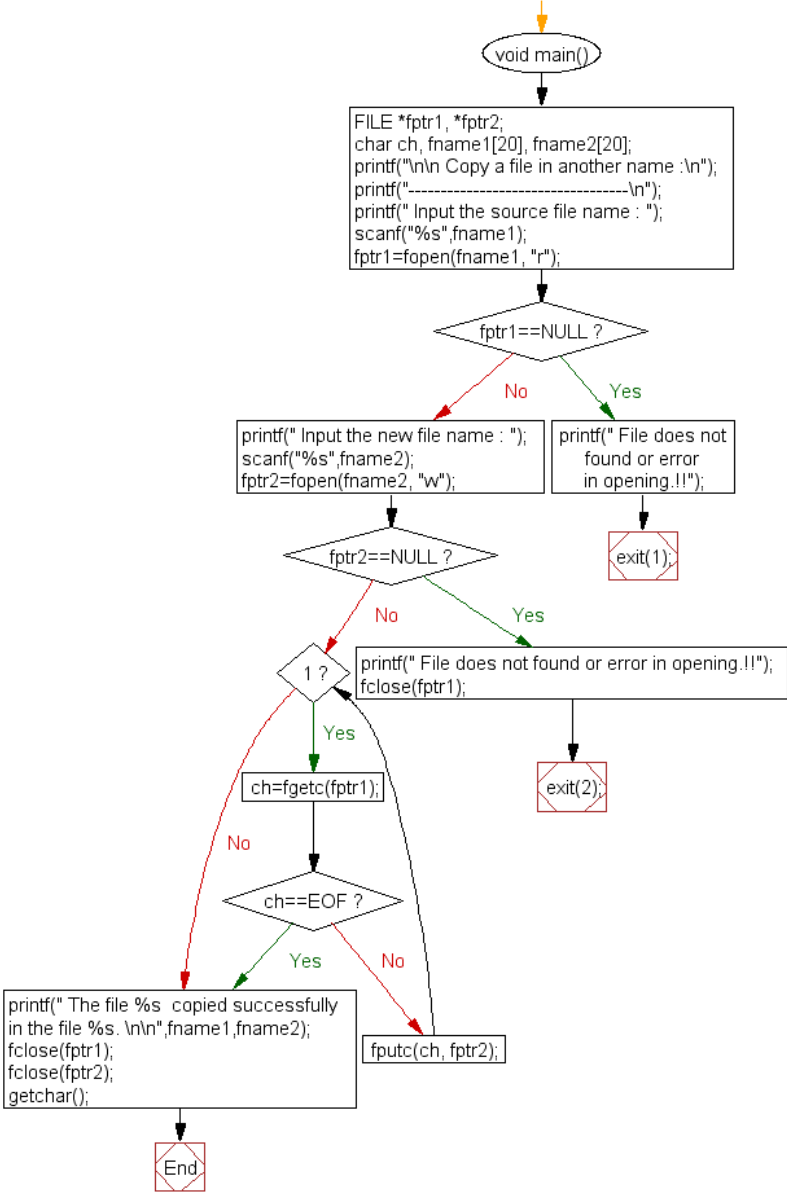 void main()
FILE *fptr1, *fptr2;
char ch, fname1[20], fname2[20];
printf("\n\n Copy a file in another name :\n");
printf("----------------------------------\n");
printf(" Input the source file name : ");
scanf("%s",fname1);
fptr1=fopen(fname1, "r");
fptr1==NULL ?
No
Yes
printf(" Input the new file name : ");
scanf("%s",fname2);
fptr2=fopen(fname2, "w");
printf(" File does not
found or error
in opening.!!");
exit(1);
fptr2==NULL ?
No
Yes
1 ?
printf(" File does not found or error in opening.!!");
fclose(fptr1);
exit(2);
Yes
ch=fgetc(fptr1);
No
ch==EOF ?
Yes
No
printf(" The file %s  copied successfully
in the file %s. \n\n",fname1,fname2);
fclose(fptr1);
fclose(fptr2);
getchar();
fputc(ch, fptr2);
End